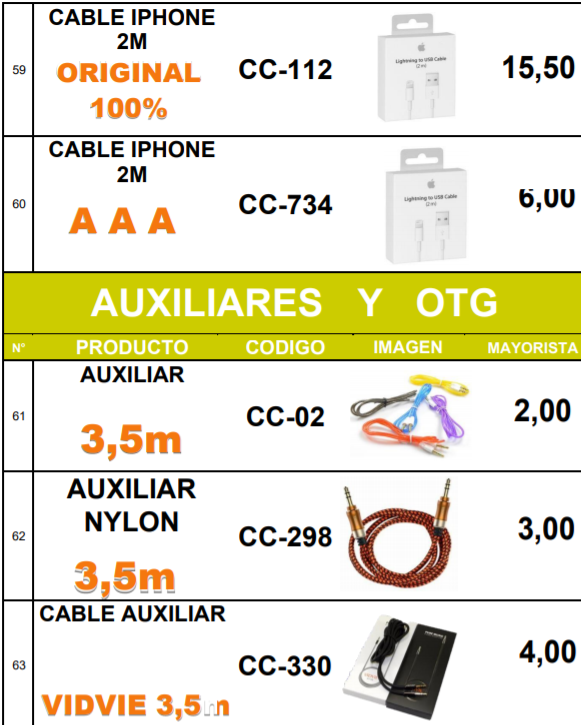 CABLE IPHONE
2M
ORIGINAL
100%
59
CC-112
Lightning to USB Cable
(2 m)
15,50
CABLE IPHONE
2M
A A A
60
CC-734
Lightning to USB Cable
(2 m)
6,00
AUXILIARES Y OTG
N° PRODUCTO CODIGO IMAGEN MAYORISTA
AUXILIAR
3,5m
61
CC-02
2,00
AUXILIAR
NYLON
3,5m
62
CC-298
3,00
CABLE AUXILIAR
VIDVIE 3,5m
63
CC-330
4,00